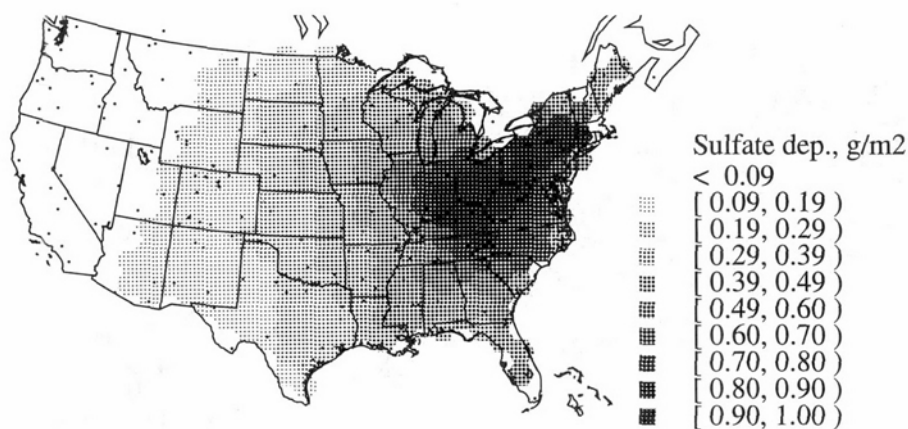 Sulfate dep., g/m2
< 0.09
[ 0.09, 0.19 )
[ 0.19, 0.29 )
[ 0.29, 0.39 )
[ 0.39, 0.49 )
[ 0.49, 0.60 )
[ 0.60, 0.70 )
[ 0.70, 0.80 )
[ 0.80, 0.90 )
[ 0.90, 1.00 )